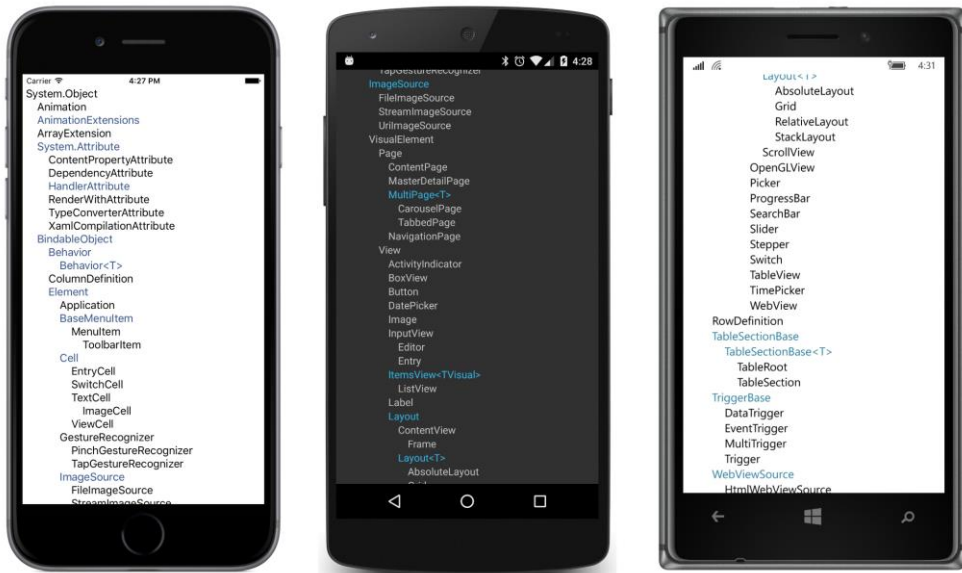 Carrier 4:27 PM
System.Object
Animation
AnimationExtensions
ArrayExtension
System.Attribute
ContentPropertyAttribute
DependencyAttribute
HandlerAttribute
RenderWithAttribute
TypeConverterAttribute
XamlCompilationAttribute
BindableObject
Behavior
Behavior<T>
ColumnDefinition
Element
Application
BaseMenuItem
MenuItem
ToolbarItem
Cell
EntryCell
SwitchCell
TextCell
ImageCell
ViewCell
GestureRecognizer
PinchGestureRecognizer
TapGestureRecognizer
ImageSource
FileImageSource
StreamImageSource
4:28
TapGestureRecognizer
ImageSource
FileImageSource
StreamImageSource
UriImageSource
VisualElement
Page
ContentPage
MasterDetailPage
MultiPage<T>
CarouselPage
TabbedPage
NavigationPage
View
ActivityIndicator
BoxView
Button
DatePicker
Image
InputView
Editor
Entry
ItemsView<TVisual>
ListView
Label
Layout
ContentView
Frame
Layout<T>
AbsoluteLayout
4:31
Layout<T>
AbsoluteLayout
Grid
RelativeLayout
StackLayout
ScrollView
OpenGLView
Picker
ProgressBar
SearchBar
Slider
Stepper
Switch
TableView
TimePicker
WebView
RowDefinition
TableSectionBase
TableSectionBase<T>
TableRoot
TableSection
TriggerBase
DataTrigger
EventTrigger
MultiTrigger
Trigger
WebViewSource
HtmlWebViewSource